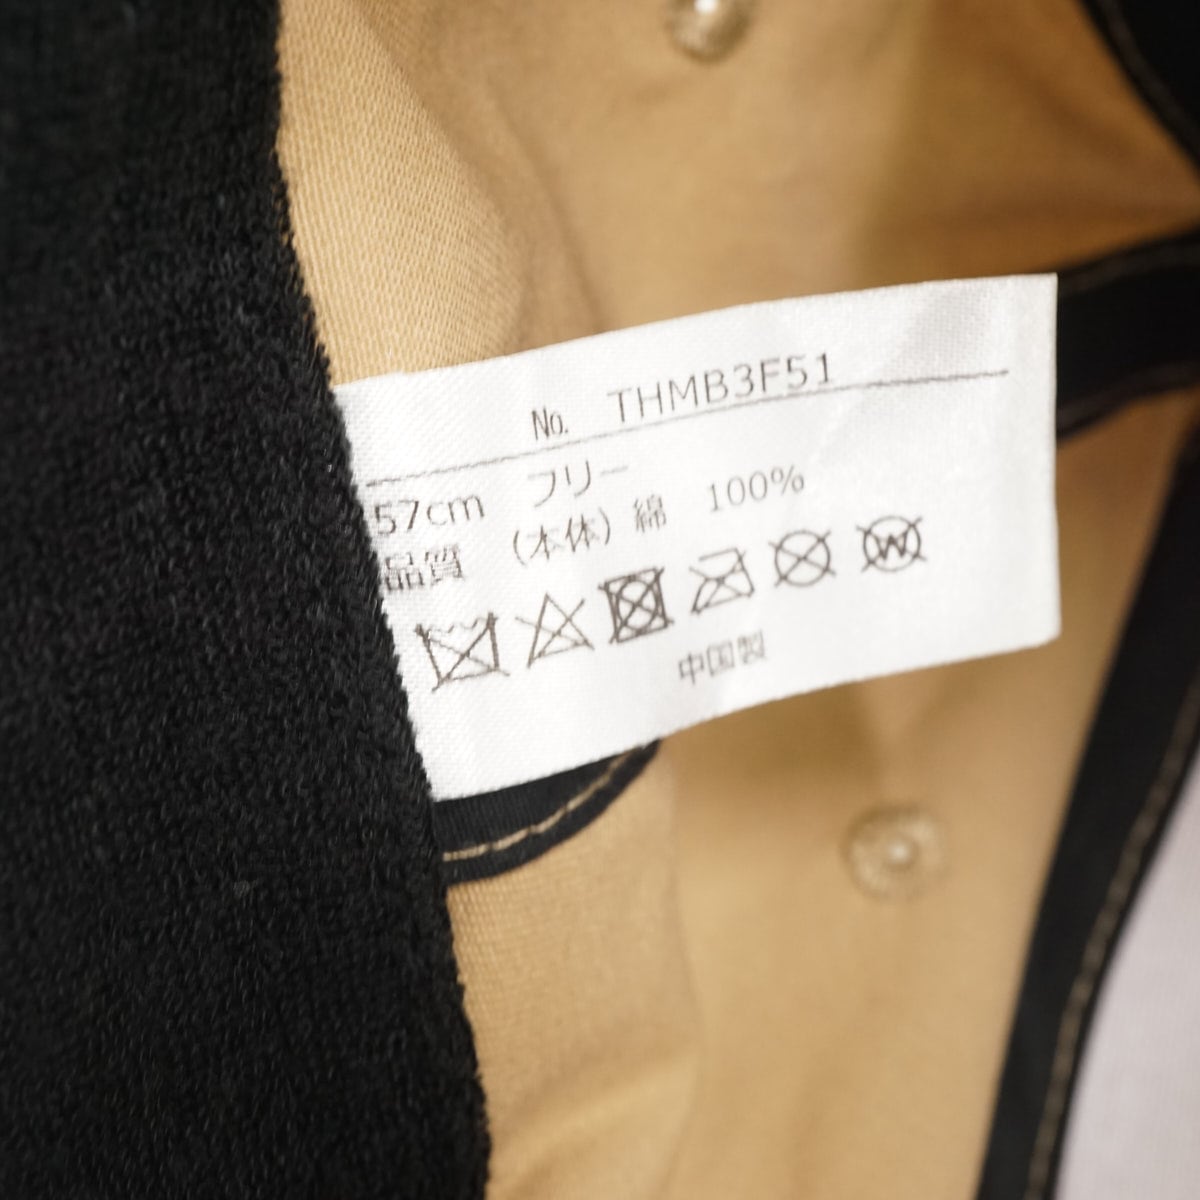 No. THMB3F51
57cm フリー
品質 (本体) 綿 100%
W
中国製